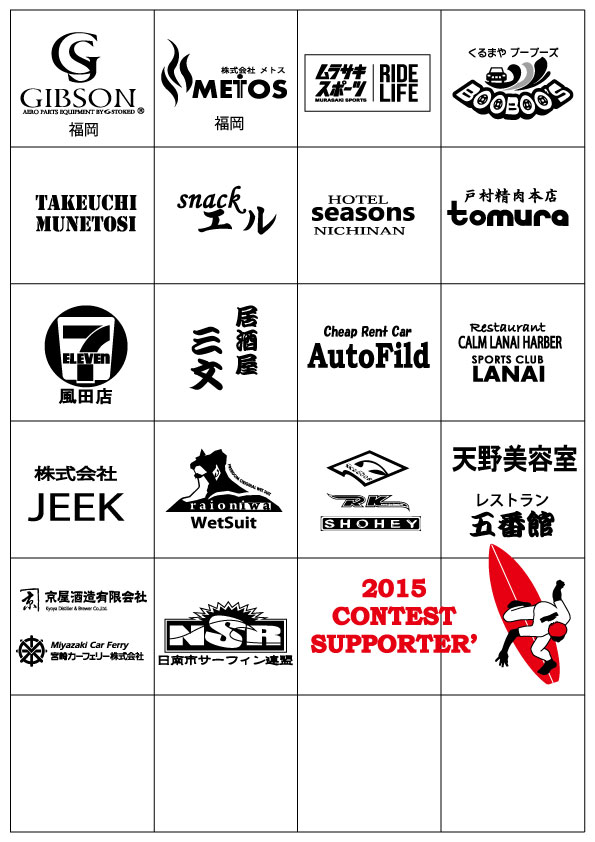 GIBSON
AERO PARTS EQUIPMENT BY G-STOKED ®
福岡
株式会社 メトス
METOS
福岡
ムラサキ
スポーツ
MURASAKI SPORTS
RIDE
LIFE
くるまや ブーブーズ
BOOBOOS
TAKEUCHI
MUNETOSI
snack
エル
HOTEL
seasons
NICHINAN
戸村精肉本店
tomura
7
ELEVEN
風田店
居酒屋
三文
Cheap Rent Car
AutoFild
Restaurant
CALM LANAI HARBER
SPORTS CLUB
LANAI
株式会社
JEEK
raioniwa
WetSuit
RK
SHOHEY
天野美容室
レストラン
五番館
京屋酒造有限会社
Kyoya Distiller & Brewer Co.,Ltd.
Miyazaki Car Ferry
宮崎カーフェリー株式会社
NSR
日南市サーフィン連盟
2015
CONTEST
SUPPORTER'